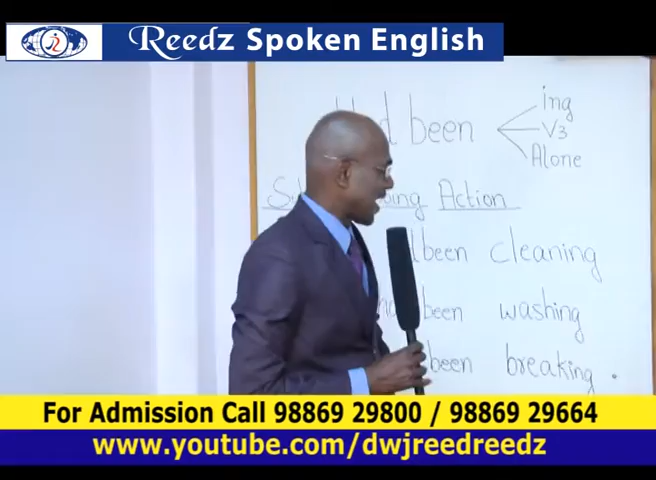 Reedz Spoken English
Had been
ing
V3
Alone
Action
been cleaning
been washing
been breaking.
For Admission Call 98869 29800 / 98869 29664
www.youtube.com/dwjreedreedz